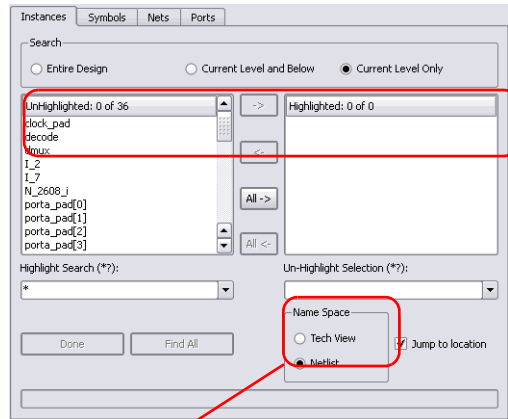 Instances Symbols Nets Ports
Search
Entire Design Current Level and Below Current Level Only
UnHighlighted: 0 of 36 -> Highlighted: 0 of 0
clock_pad
decode
dmux <-
I_2
I_7
N_2608_i All ->
porta_pad[0]
porta_pad[1]
porta_pad[2]
porta_pad[3] All <-
Highlight Search (*?): Un-Highlight Selection (*?):
*
Name Space
Done Find All Tech View Jump to location
Netlist